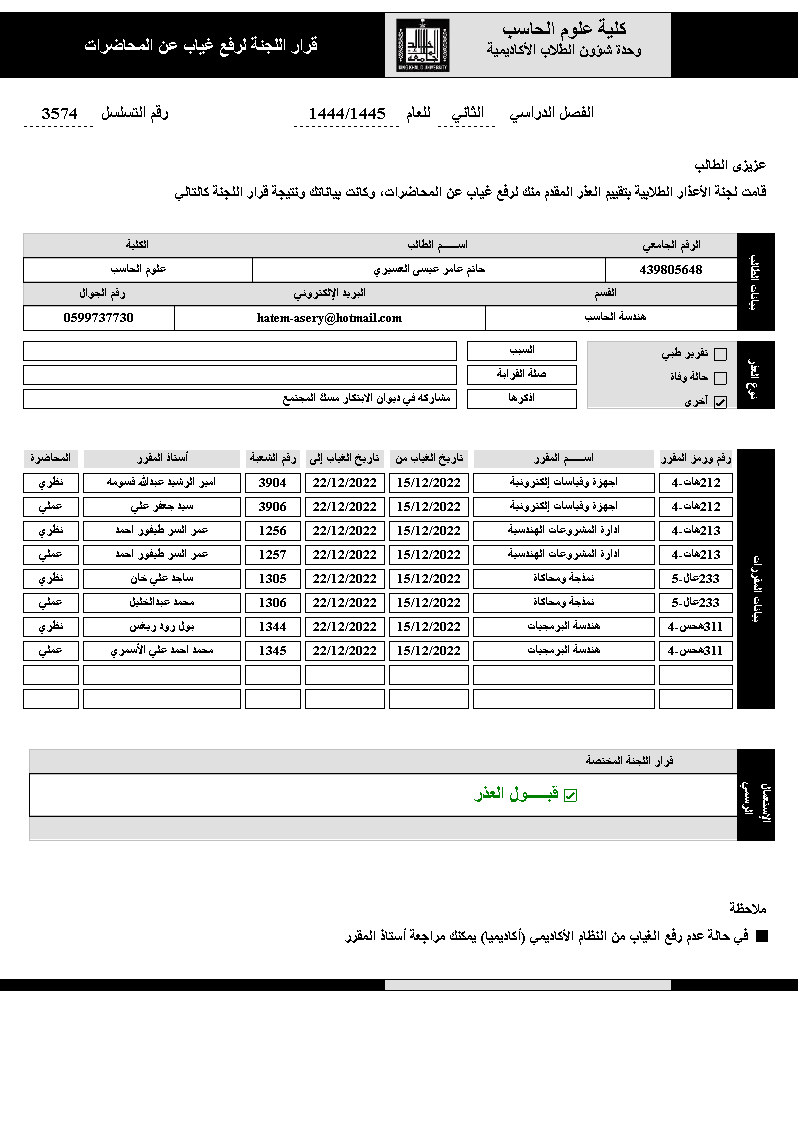 كلية علوم الحاسب
وحدة شؤون الطلاب الأكاديمية
KING KHALID UNIVERSITY
قرار اللجنة لرفع غياب عن المحاضرات
الفصل الدراسي الثاني للعام 1444/1445 رقم التسلسل 3574
عزيزى الطالب
قامت لجنة الأعذار الطلابية بتقييم العذر المقدم منك لرفع غياب عن المحاضرات، وكانت بياناتك ونتيجة قرار اللجنة كالتالي
بيانات الطالب
الرقم الجامعي اســـم الطالب الكلية
439805648 حاتم عامر عيسى العسيري علوم الحاسب
القسم البريد الإلكتروني رقم الجوال
هندسة الحاسب hatem-asery@hotmail.com 0599737730
نوع العذر
تقرير طبي السبب
حالة وفاة صلة القرابة
أخرى اذكرها مشاركه في ديوان الابتكار مسك المجتمع
بيانات المقررات
رقم ورمز المقرر اســـم المقرر تاريخ الغياب من تاريخ الغياب إلى رقم الشعبة أستاذ المقرر المحاضرة
212هات-4 اجهزة وقياسات إلكترونية 15/12/2022 22/12/2022 3904 امير الرشيد عبدالله قسومه نظري
212هات-4 اجهزة وقياسات إلكترونية 15/12/2022 22/12/2022 3906 سيد جعفر علي عملي
213هات-4 ادارة المشروعات الهندسية 15/12/2022 22/12/2022 1256 عمر السر طيفور احمد نظري
213هات-4 ادارة المشروعات الهندسية 15/12/2022 22/12/2022 1257 عمر السر طيفور احمد عملي
233عال-5 نمذجة ومحاكاة 15/12/2022 22/12/2022 1305 ساجد علي خان نظري
233عال-5 نمذجة ومحاكاة 15/12/2022 22/12/2022 1306 محمد عبدالخليل عملي
311هحس-4 هندسة البرمجيات 15/12/2022 22/12/2022 1344 بول رود ريغس نظري
311هحس-4 هندسة البرمجيات 15/12/2022 22/12/2022 1345 محمد احمد علي الأسمري عملي
الإستعمال الرسمي
قرار اللجنة المختصة
قبـــول العذر
ملاحظة
في حالة عدم رفع الغياب من النظام الأكاديمي (أكاديميا) يمكنك مراجعة أستاذ المقرر